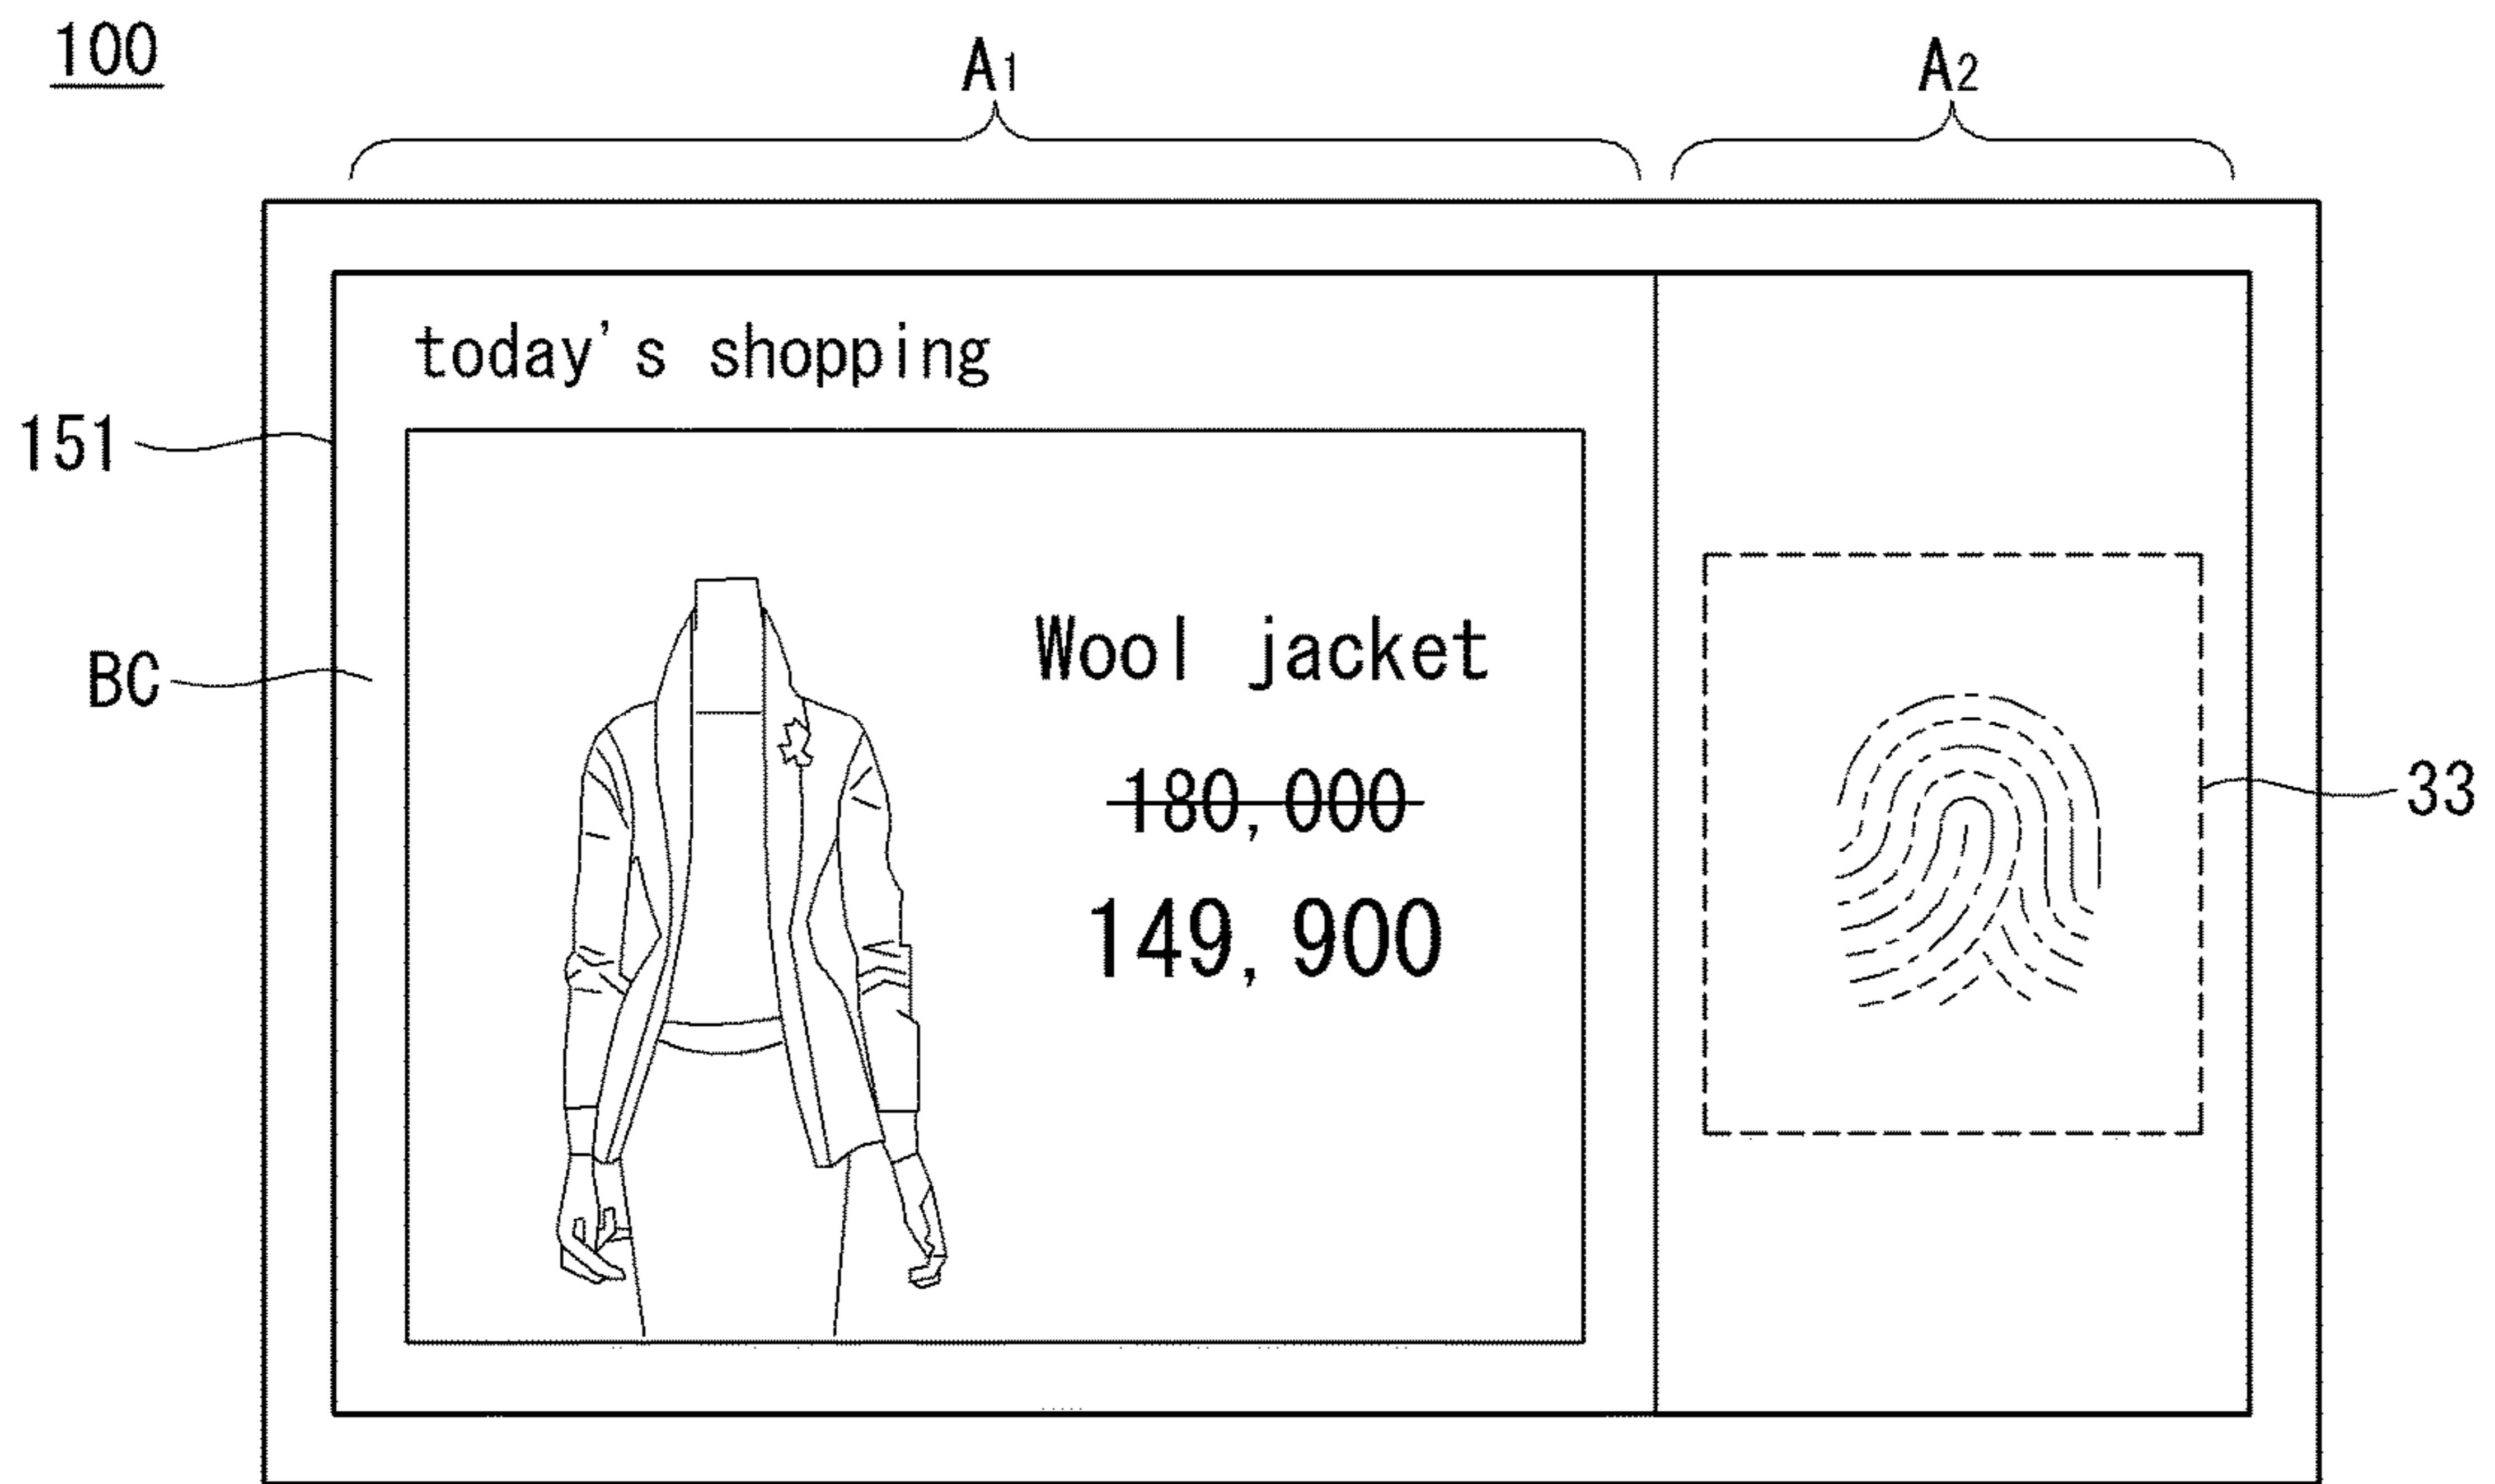 100
A1
A2
today's shopping
151
BC
Wool jacket
180,000
149,900
33